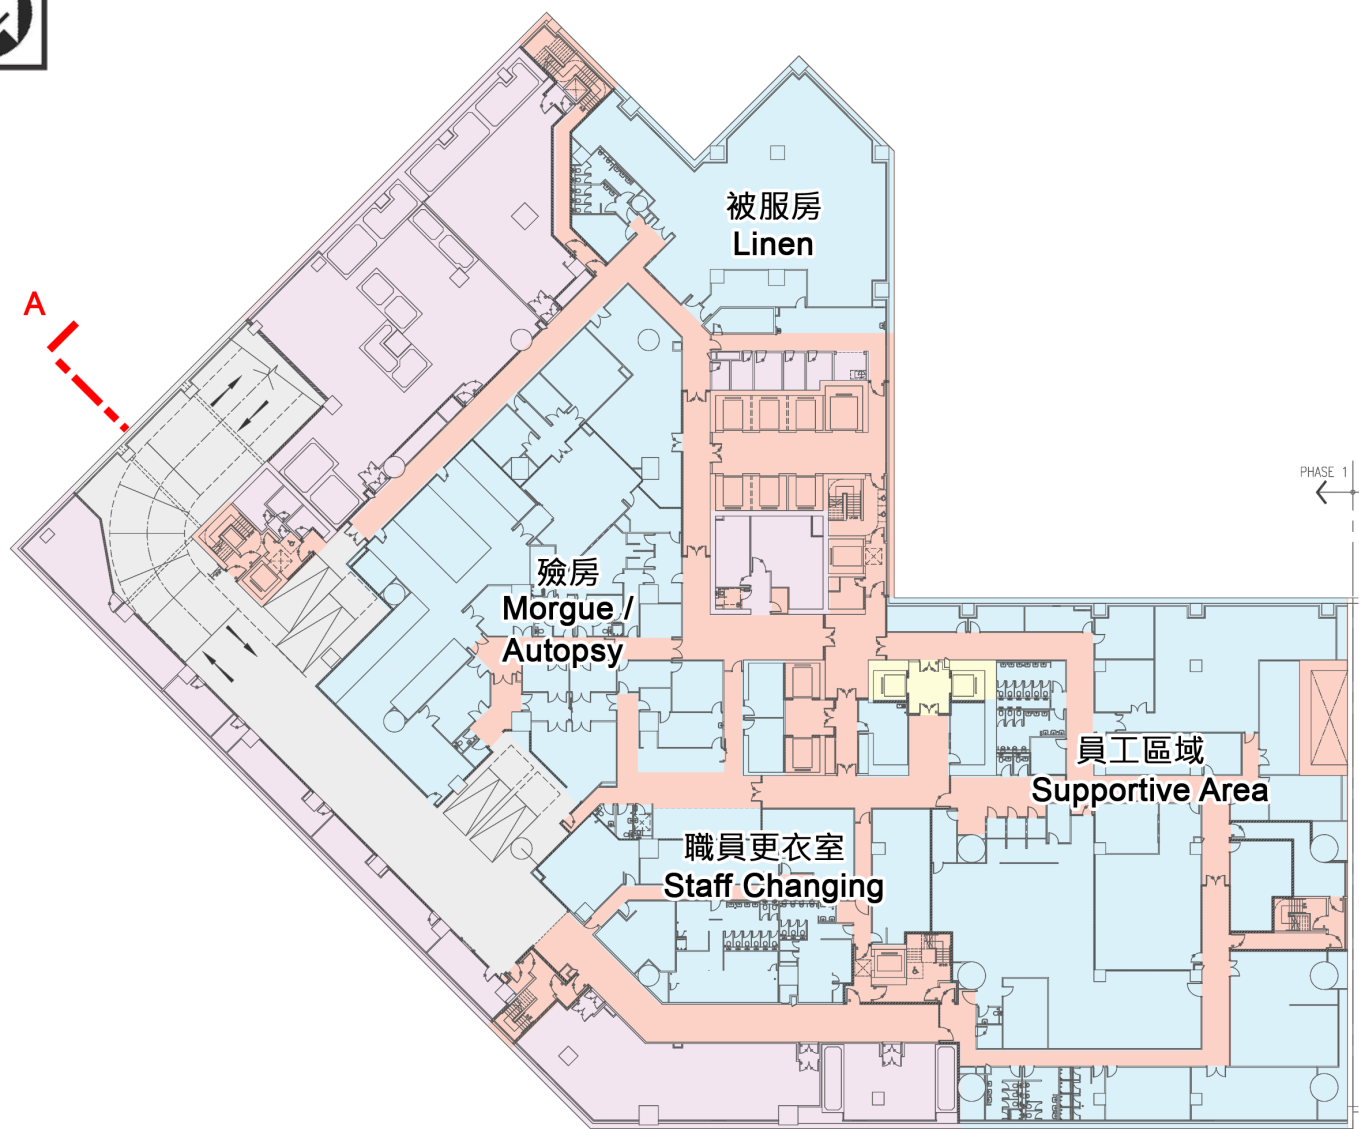 被服房
Linen
A
PHASE 1
殮房
Morgue /
Autopsy
員工區域
Supportive Area
職員更衣室
Staff Changing